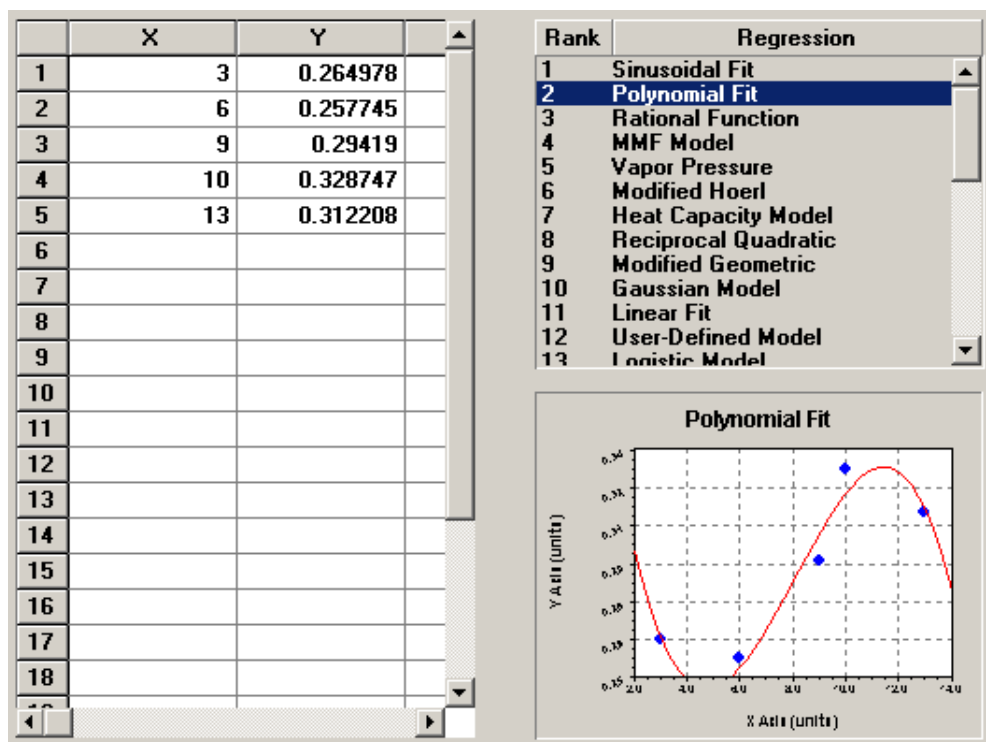 X Y
1 3 0.264978
2 6 0.257745
3 9 0.29419
4 10 0.328747
5 13 0.312208
6
7
8
9
10
11
12
13
14
15
16
17
18
Rank Regression
1 Sinusoidal Fit
2 Polynomial Fit
3 Rational Function
4 MMF Model
5 Vapor Pressure
6 Modified Hoerl
7 Heat Capacity Model
8 Reciprocal Quadratic
9 Modified Geometric
10 Gaussian Model
11 Linear Fit
12 User-Defined Model
13 Logistic Model
Polynomial Fit
Y Axis (units)
X Axis (units)